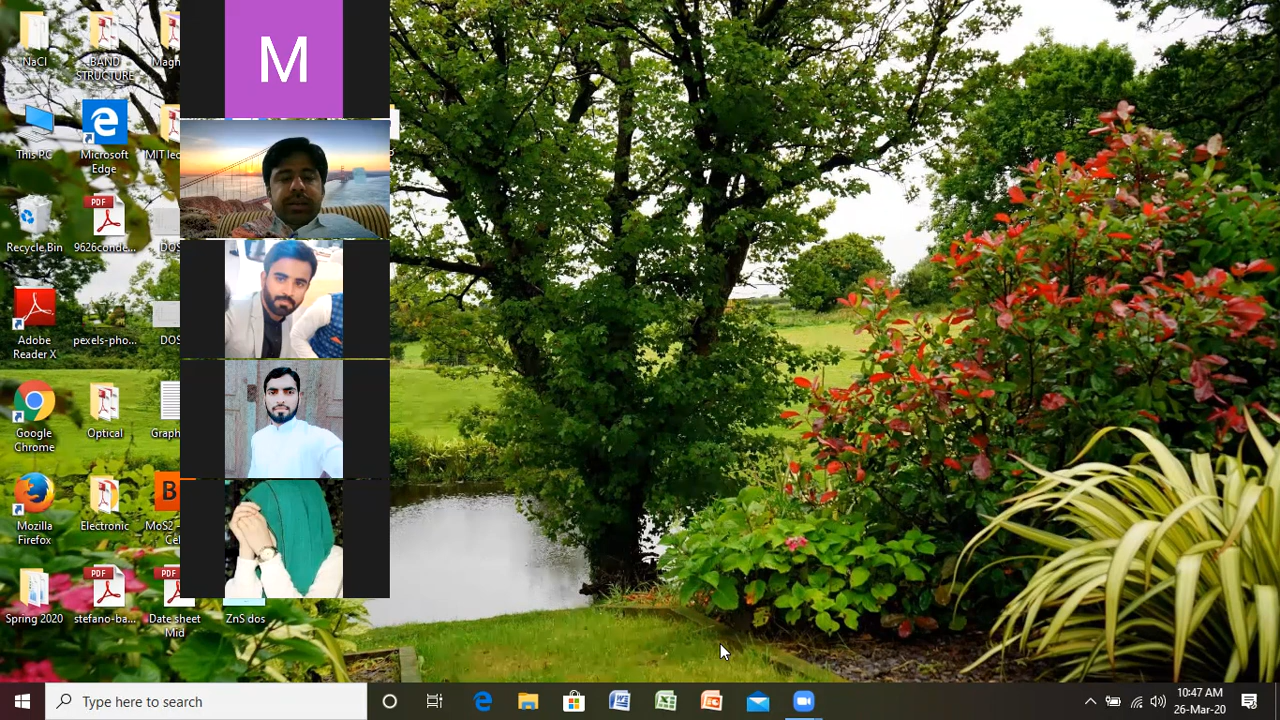 M
NaCl
BAND
STRUCTURE
Magn
This PC
Microsoft
Edge
MIT lec
Recycle Bin
PDF
9626conde...
DOS
Adobe
Reader X
pexels-pho...
DOS
Google
Chrome
Optical
Graph
Mozilla
Firefox
Electronic
B
MoS2 -
Cel
Spring 2020
PDF
stefano-ba...
PDF
Date sheet
Mid
ZnS dos
Type here to search
10:47 AM
26-Mar-20